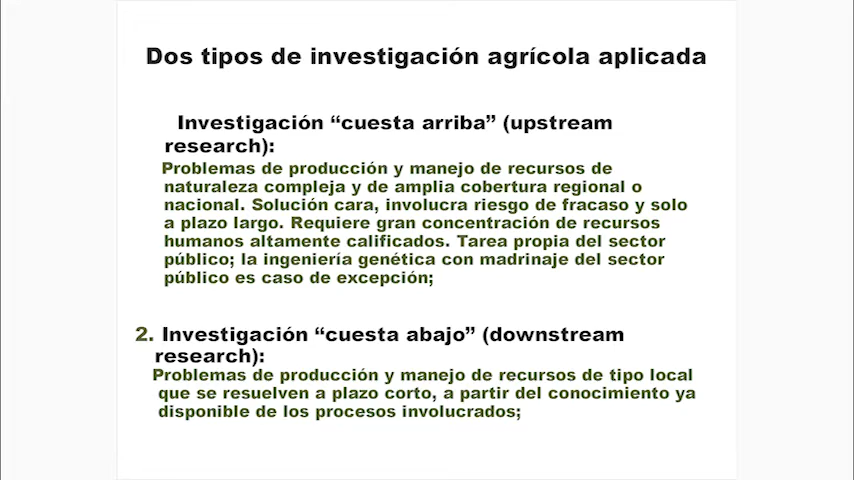 Dos tipos de investigación agrícola aplicada
Investigación “cuesta arriba” (upstream
research):
Problemas de producción y manejo de recursos de
naturaleza compleja y de amplia cobertura regional o
nacional. Solución cara, involucra riesgo de fracaso y solo
a plazo largo. Requiere gran concentración de recursos
humanos altamente calificados. Tarea propia del sector
público; la ingeniería genética con madrinaje del sector
público es caso de excepción;
2. Investigación “cuesta abajo” (downstream
research):
Problemas de producción y manejo de recursos de tipo local
que se resuelven a plazo corto, a partir del conocimiento ya
disponible de los procesos involucrados;